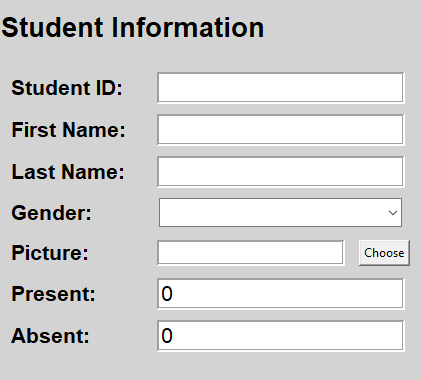 Student Information
Student ID:
First Name:
Last Name:
Gender:
Picture: Choose
Present: 0
Absent: 0